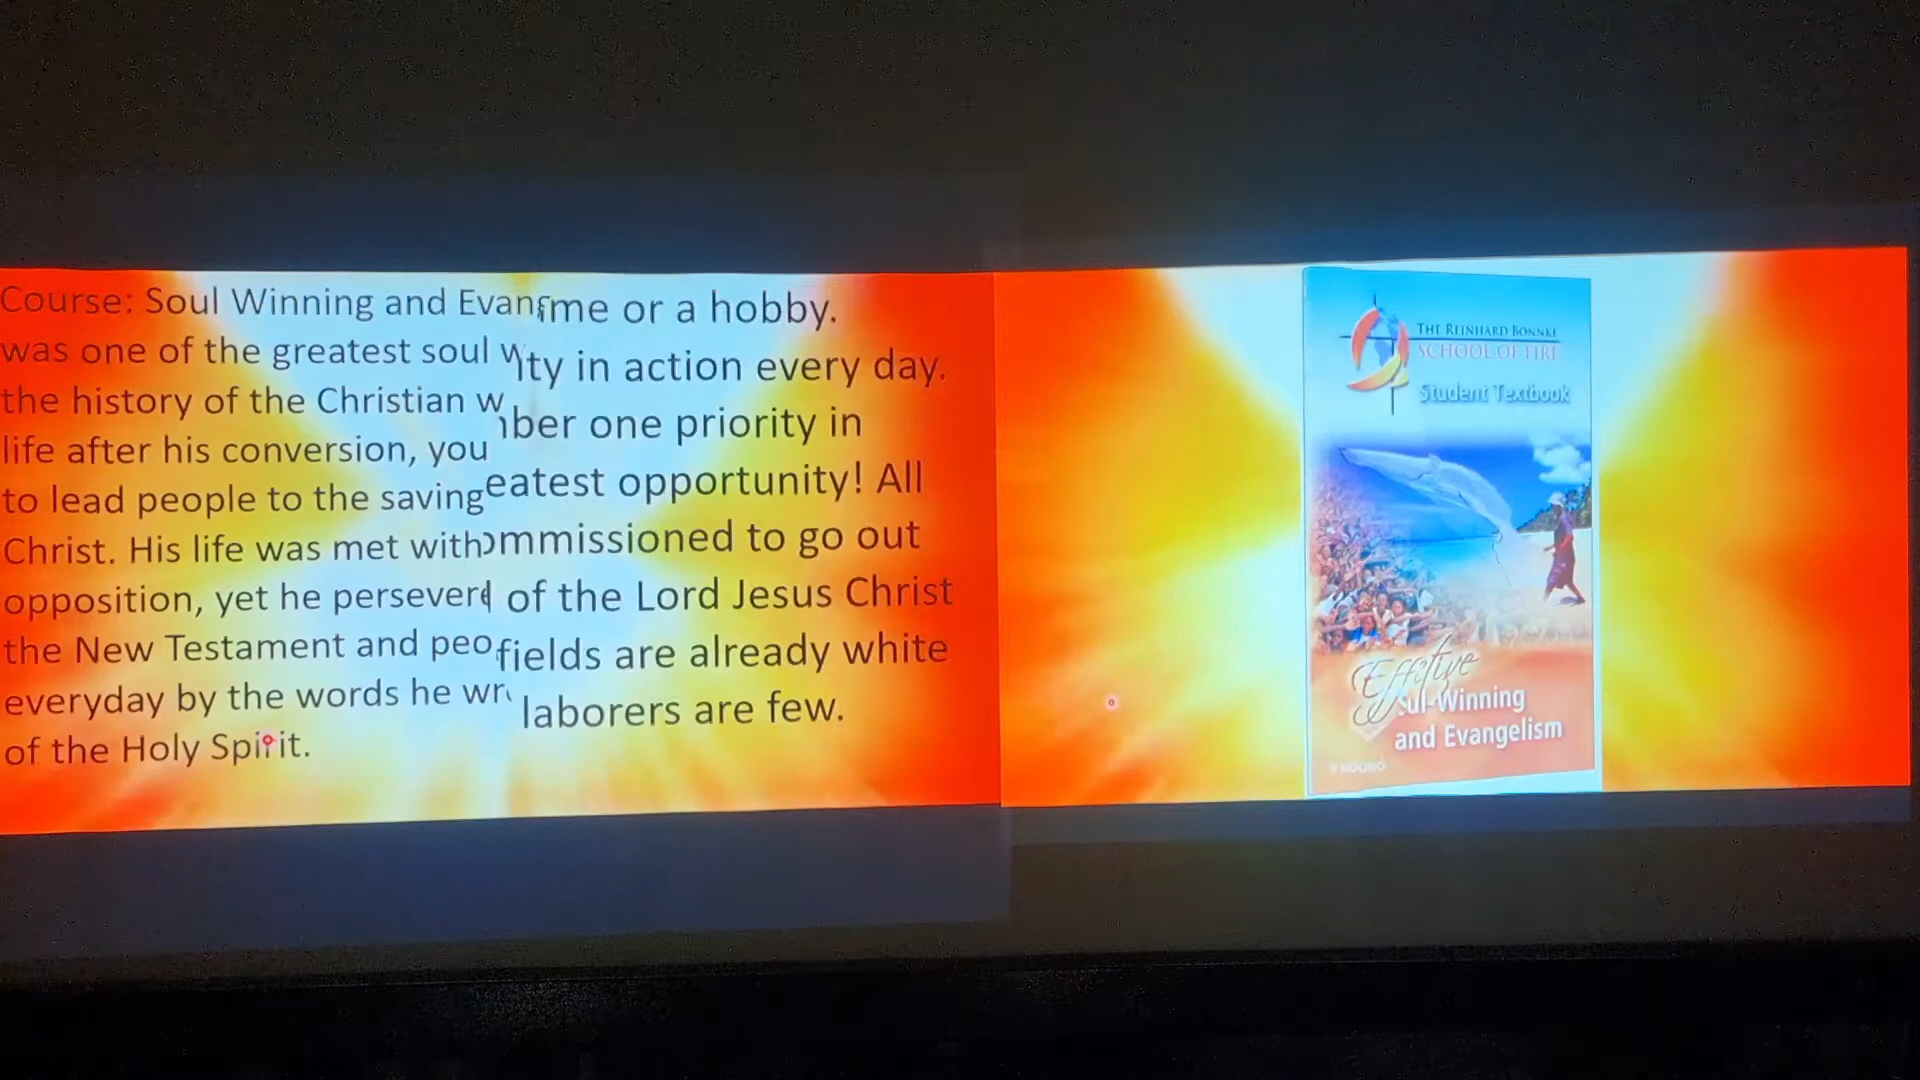 Course: Soul Winning and Evan
me or a hobby.
was one of the greatest soul w
ity in action every day.
the history of the Christian w
ber one priority in
life after his conversion, you
eatest opportunity! All
to lead people to the saving
Christ. His life was met with
ommissioned to go out
opposition, yet he persever
of the Lord Jesus Christ
the New Testament and peo
fields are already white
everyday by the words he wr
laborers are few.
of the Holy Spirit.
THE REINHARD BONNKE
SCHOOL OF FIRE
Student Textbook
ul-Winning
and Evangelism